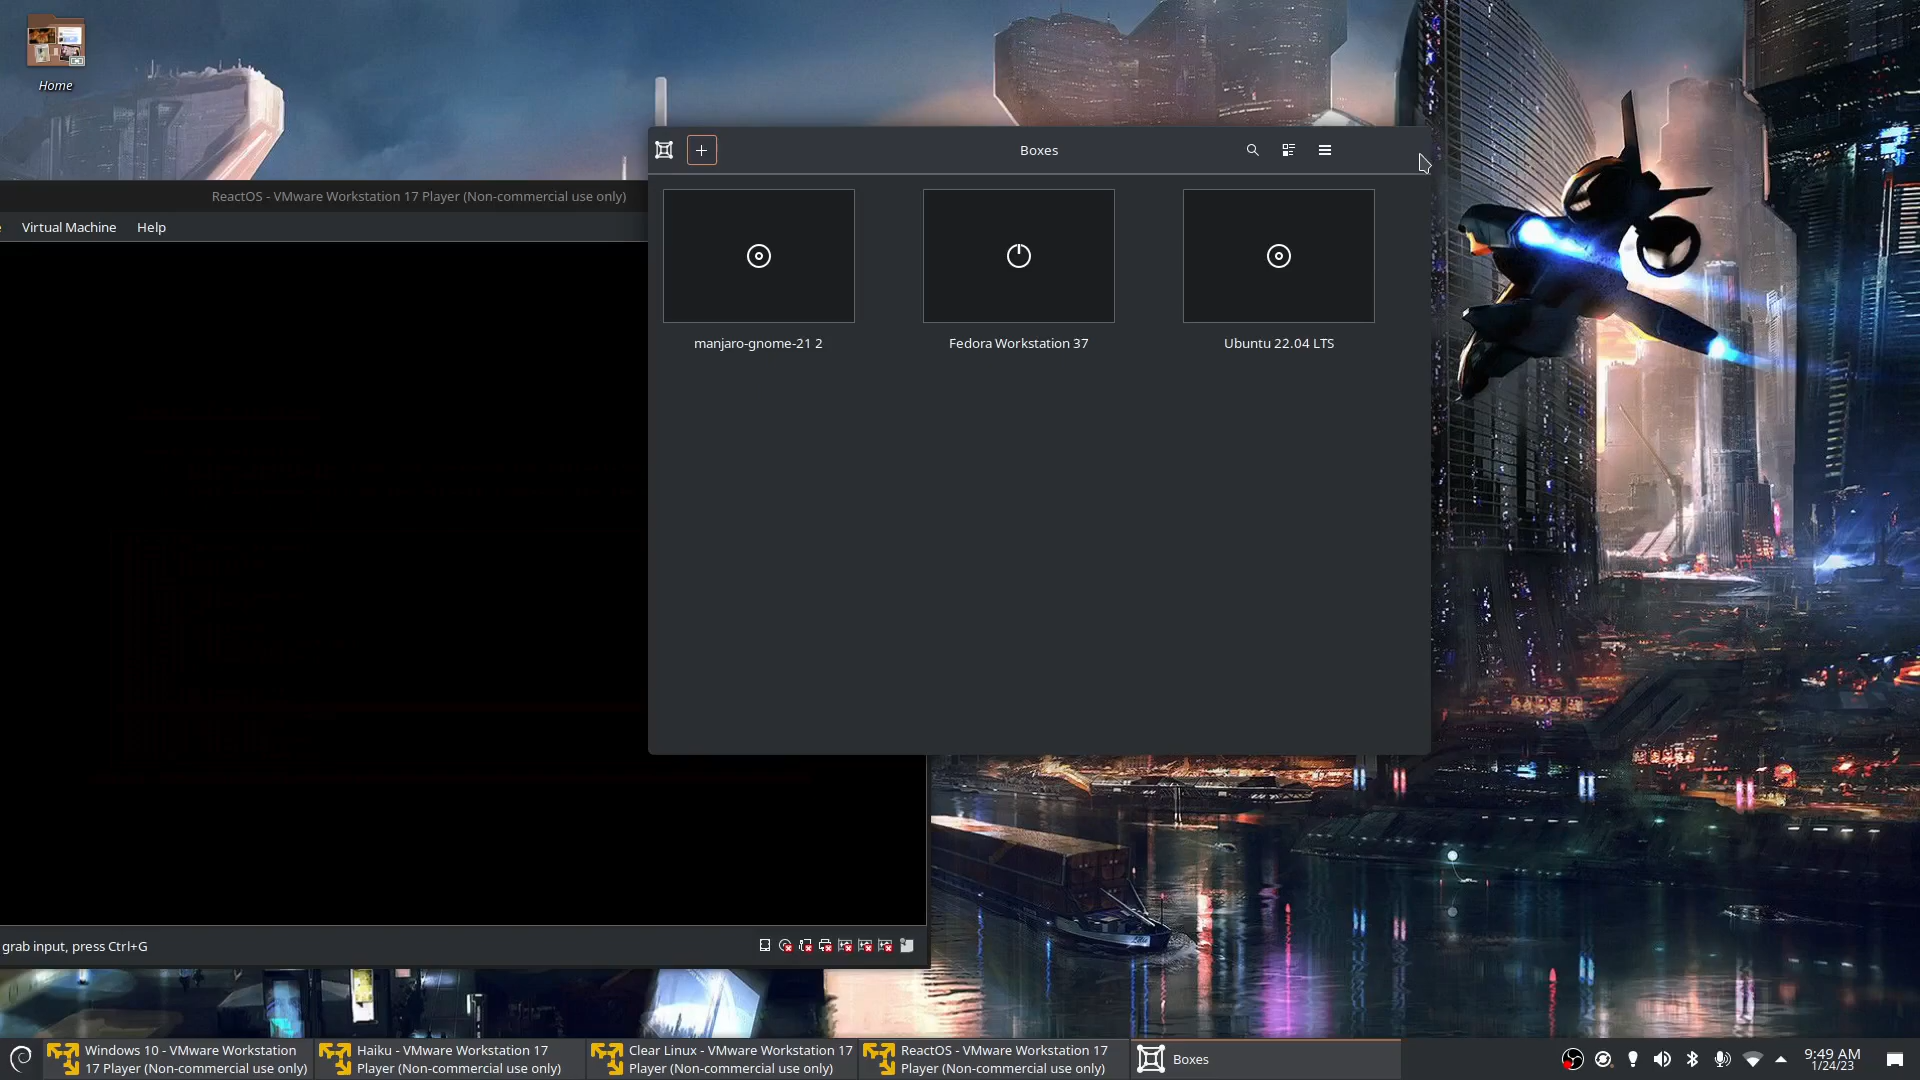 Home
ReactOS - VMware Workstation 17 Player (Non-commercial use only)
Virtual Machine Help
Boxes
manjaro-gnome-21 2
Fedora Workstation 37
Ubuntu 22.04 LTS
grab input, press Ctrl+G
Windows 10 - VMware Workstation
17 Player (Non-commercial use only)
Haiku - VMware Workstation 17
Player (Non-commercial use only)
Clear Linux - VMware Workstation 17
Player (Non-commercial use only)
ReactOS - VMware Workstation 17
Player (Non-commercial use only)
Boxes
9:49 AM
1/24/23